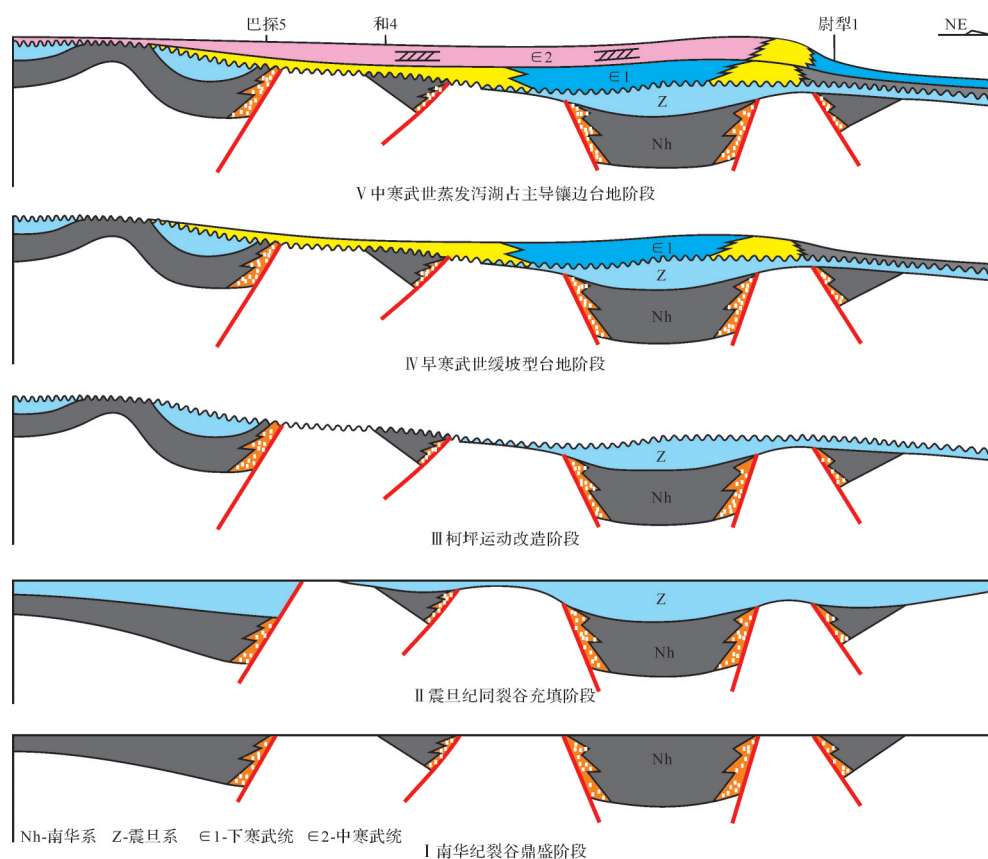 巴探5 和4 尉犁1 NE
∈2
∈1
Z
Nh
Ⅴ中寒武世蒸发泻湖占主导镶边台地阶段
∈1
Z
Nh
Ⅳ早寒武世缓坡型台地阶段
Z
Nh
Ⅲ柯坪运动改造阶段
Z
Nh
Ⅱ震旦纪同裂谷充填阶段
Nh
Nh-南华系 Z-震旦系 ∈1-下寒武统 ∈2-中寒武统
Ⅰ南华纪裂谷鼎盛阶段